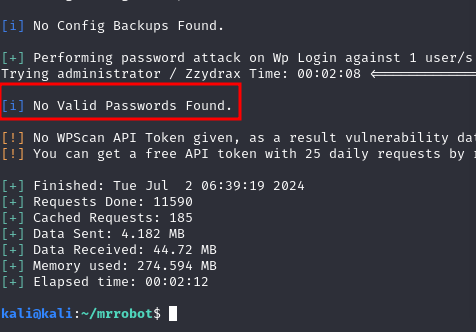 [i] No Config Backups Found.
[+] Performing password attack on Wp Login against 1 user/s
Trying administrator / Zzydrax Time: 00:02:08 <
[i] No Valid Passwords Found.
[!] No WPScan API Token given, as a result vulnerability da
[!] You can get a free API token with 25 daily requests by
[+] Finished: Tue Jul  2 06:39:19 2024
[+] Requests Done: 11590
[+] Cached Requests: 185
[+] Data Sent: 4.182 MB
[+] Data Received: 44.72 MB
[+] Memory used: 274.594 MB
[+] Elapsed time: 00:02:12
kali@kali:~/mrrobot$